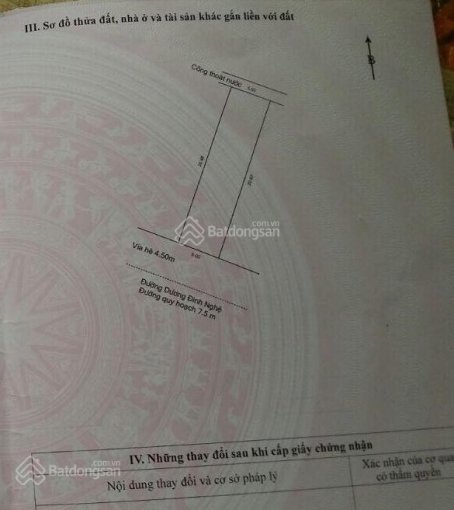 III. Sơ đồ thửa đất, nhà ở và tài sản khác gắn liền với đất
B
Cống thoát nước
Batdongsan
.com.vn
Vỉa hè 4.50m
5.00
Đường Dương Đình Nghệ
Đường quy hoạch 7.5 m
IV. Những thay đổi sau khi cấp giấy chứng nhận
Nội dung thay đổi và cơ sở pháp lý
Xác nhận của cơ qua
có thẩm quyền
Batdongsan
.com.vn